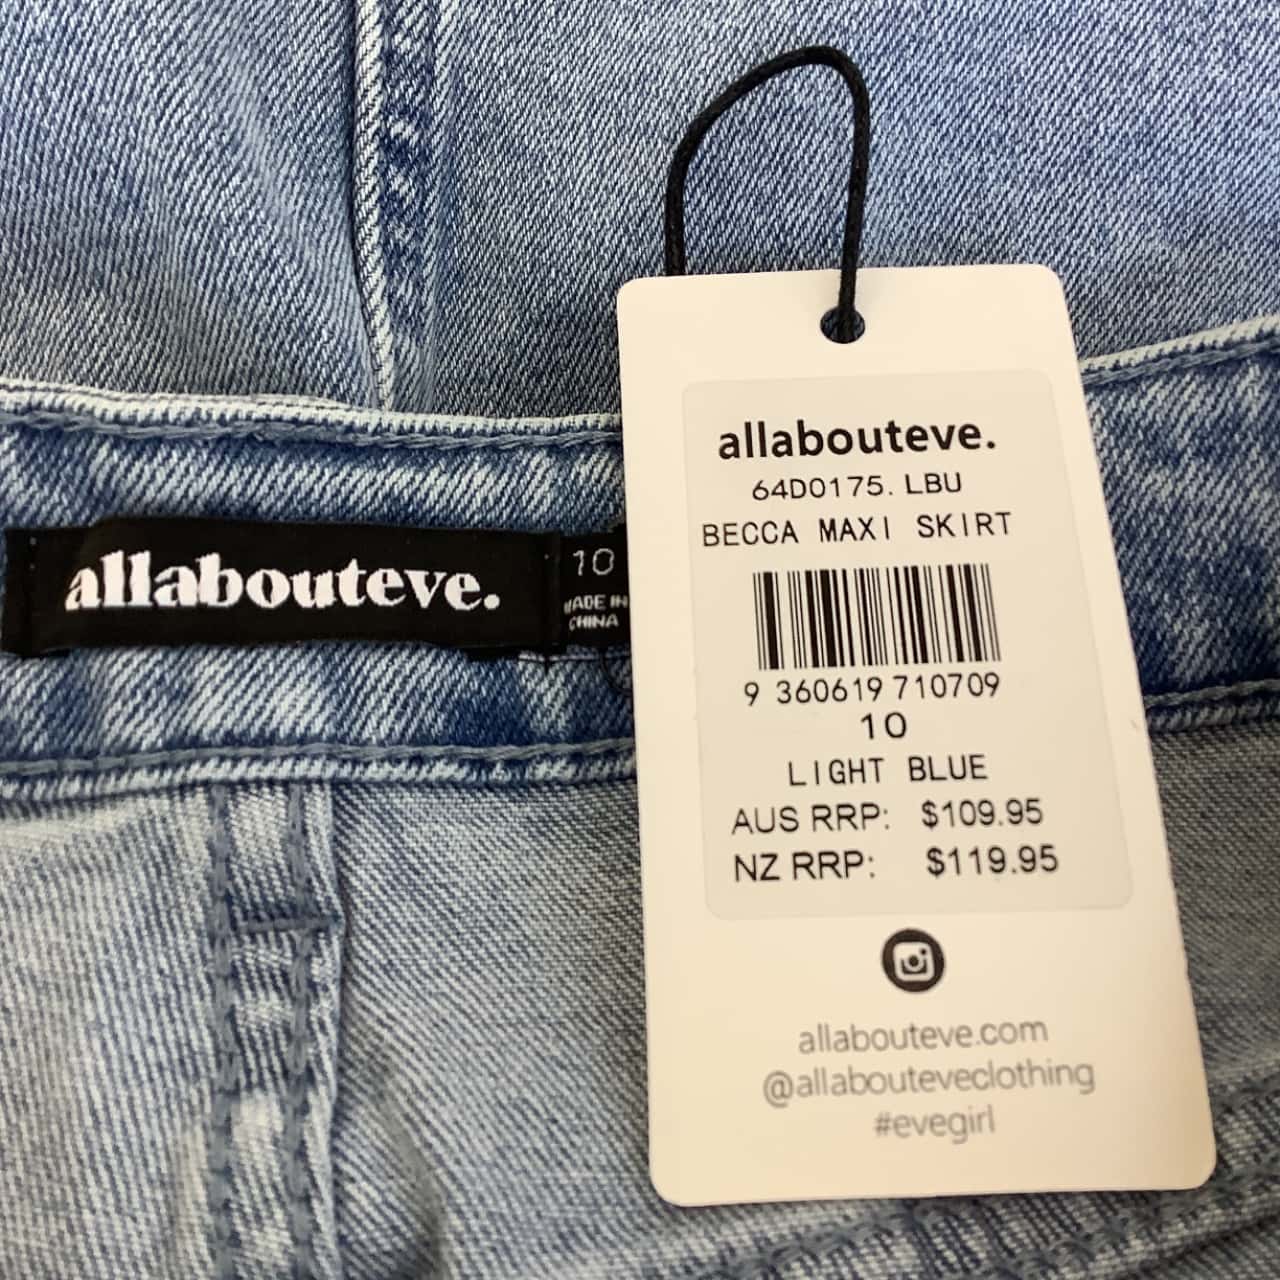 allabouteve.
10
MADE IN
CHINA
allabouteve.
64D0175. LBU
BECCA MAXI SKIRT
9 360619 710709
10
LIGHT BLUE
AUS RRP: $109.95
NZ RRP: $119.95
allabouteve.com
@allabouteveclothing
#evegirl